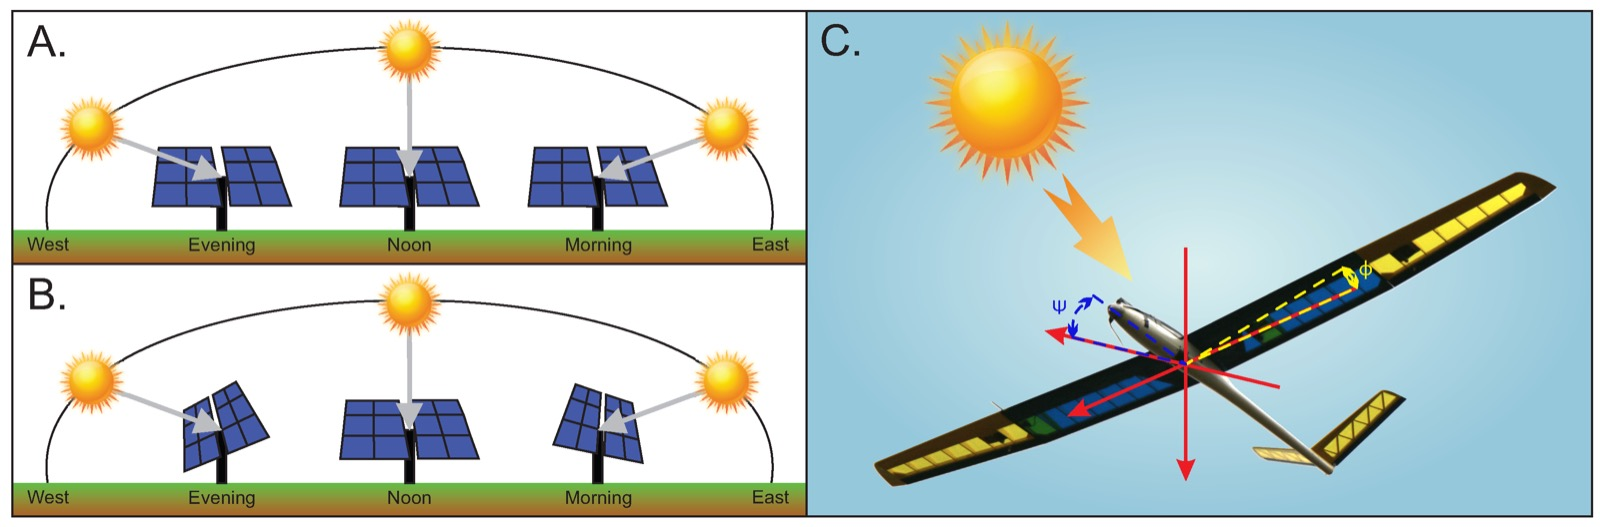 A.
West Evening Noon Morning East
B.
West Evening Noon Morning East
C.
ψ
ϕ